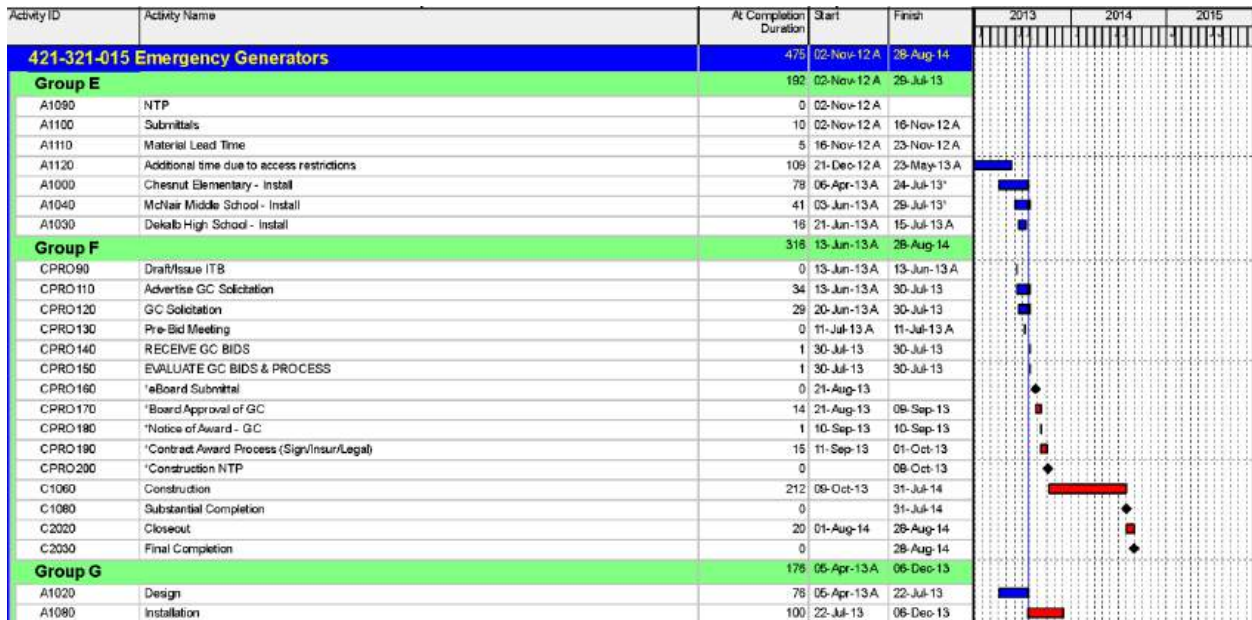 Activity ID Activity Name At Completion Start Finish 2013 2014 2015
Duration
421-321-015 Emergency Generators 475 02-Nov-12 A 28-Aug-14
Group E 192 02-Nov-12 A 29-Jul-13
A1090 NTP 0 02-Nov-12 A
A1100 Submittals 10 02-Nov-12 A 16-Nov-12 A
A1110 Material Lead Time 5 16-Nov-12 A 23-Nov-12 A
A1120 Additional time due to access restrictions 109 21-Dec-12 A 23-May-13 A
A1000 Chesnut Elementary - Install 78 06-Apr-13 A 24-Jul-13*
A1040 McNair Middle School - Install 41 03-Jun-13 A 29-Jul-13*
A1030 Dekalb High School - Install 16 21-Jun-13 A 15-Jul-13 A
Group F 316 13-Jun-13 A 28-Aug-14
CPRO90 Draft/Issue ITB 0 13-Jun-13 A 13-Jun-13 A
CPRO110 Advertise GC Solicitation 34 13-Jun-13 A 30-Jul-13
CPRO120 GC Solicitation 29 20-Jun-13 A 30-Jul-13
CPRO130 Pre-Bid Meeting 0 11-Jul-13 A 11-Jul-13 A
CPRO140 RECEIVE GC BIDS 1 30-Jul-13 30-Jul-13
CPRO150 EVALUATE GC BIDS & PROCESS 1 30-Jul-13 30-Jul-13
CPRO160 *eBoard Submittal 0 21-Aug-13
CPRO170 *Board Approval of GC 14 21-Aug-13 09-Sep-13
CPRO180 *Notice of Award - GC 1 10-Sep-13 10-Sep-13
CPRO190 *Contract Award Process (Sign/Insur/Legal) 15 11-Sep-13 01-Oct-13
CPRO200 *Construction NTP 0 08-Oct-13
C1060 Construction 212 09-Oct-13 31-Jul-14
C1080 Substantial Completion 0 31-Jul-14
C2020 Closeout 20 01-Aug-14 28-Aug-14
C2030 Final Completion 0 28-Aug-14
Group G 176 05-Apr-13 A 06-Dec-13
A1020 Design 76 05-Apr-13 A 22-Jul-13
A1080 Installation 100 22-Jul-13 06-Dec-13